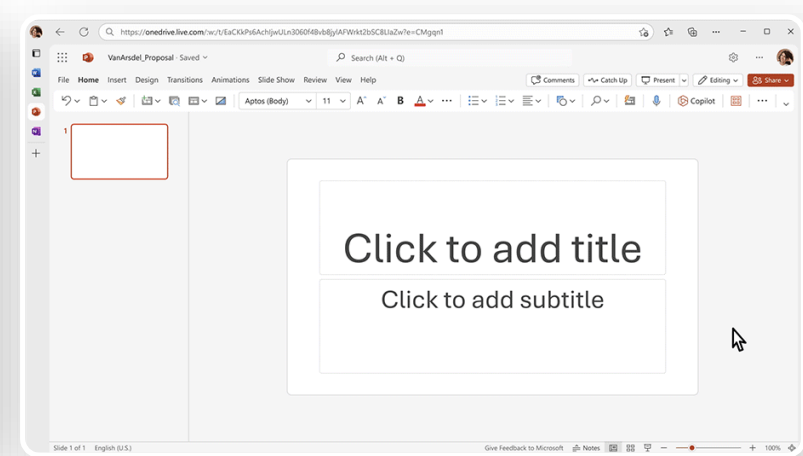 https://onedrive.live.com/:w:/t/EaCKkPs6AchIjwULn3060f4Bvb8jylAFWrkt2bSC8LlaZw?e=CMgqn1
VanArsdel_Proposal · Saved
Search (Alt + Q)
File Home Insert Design Transitions Animations Slide Show Review View Help
Comments Catch Up Present Editing Share
Aptos (Body) 11 A A B A Copilot
1
Click to add title
Click to add subtitle
Slide 1 of 1 English (U.S.) Give Feedback to Microsoft Notes 100%